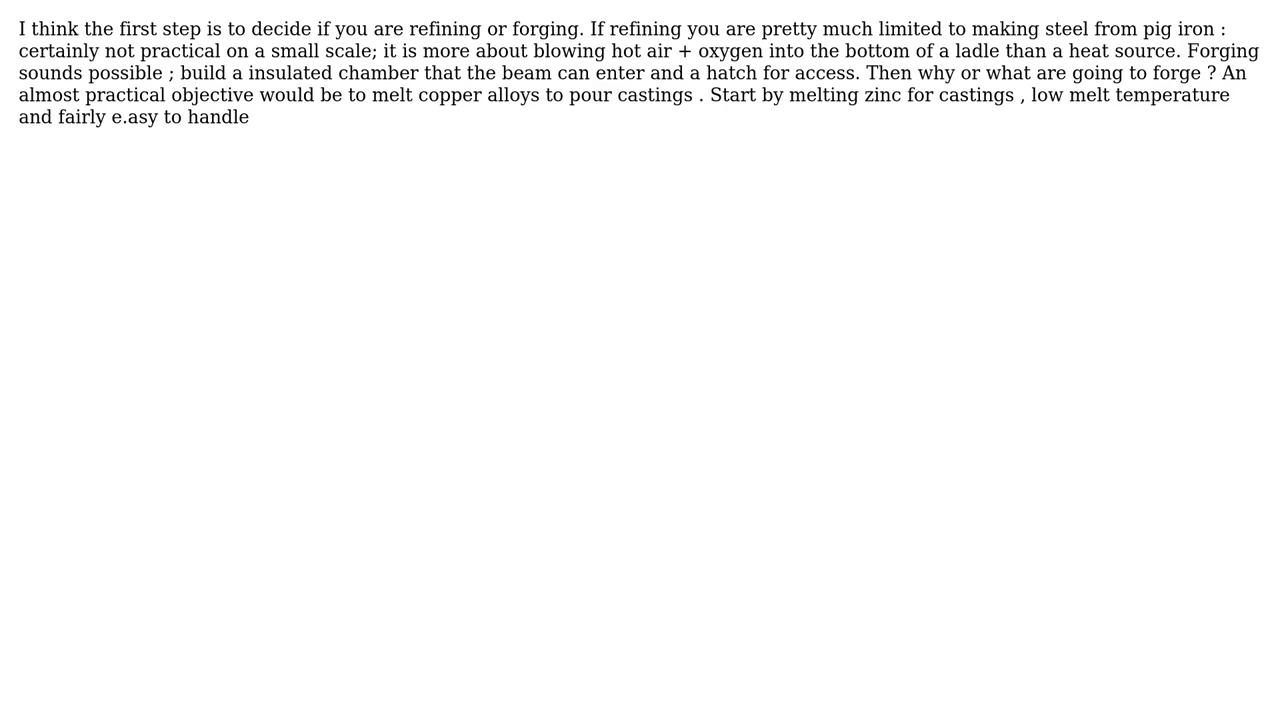 I think the first step is to decide if you are refining or forging. If refining you are pretty much limited to making steel from pig iron :
certainly not practical on a small scale; it is more about blowing hot air + oxygen into the bottom of a ladle than a heat source. Forging
sounds possible ; build a insulated chamber that the beam can enter and a hatch for access. Then why or what are going to forge ? An
almost practical objective would be to melt copper alloys to pour castings . Start by melting zinc for castings , low melt temperature
and fairly e.asy to handle